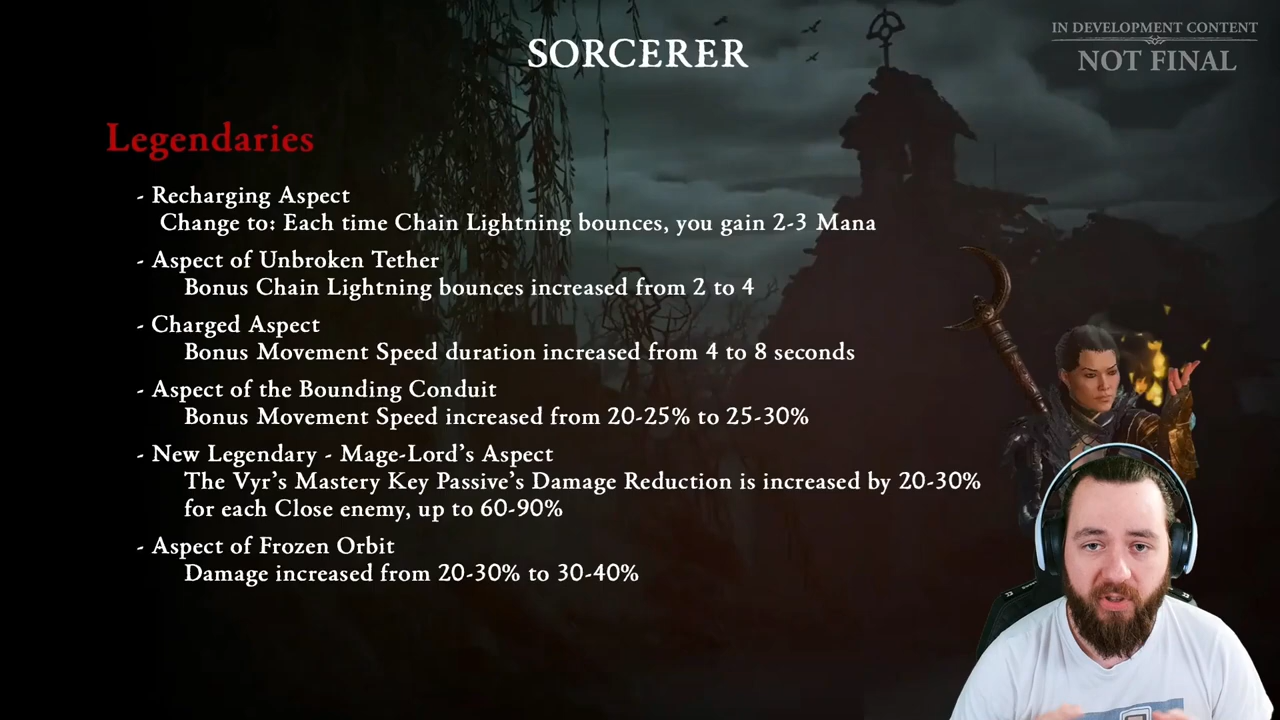 SORCERER
IN DEVELOPMENT CONTENT
NOT FINAL
Legendaries
- Recharging Aspect
Change to: Each time Chain Lightning bounces, you gain 2-3 Mana
- Aspect of Unbroken Tether
Bonus Chain Lightning bounces increased from 2 to 4
- Charged Aspect
Bonus Movement Speed duration increased from 4 to 8 seconds
- Aspect of the Bounding Conduit
Bonus Movement Speed increased from 20-25% to 25-30%
- New Legendary - Mage-Lord's Aspect
The Vyr's Mastery Key Passive's Damage Reduction is increased by 20-30%
for each Close enemy, up to 60-90%
- Aspect of Frozen Orbit
Damage increased from 20-30% to 30-40%